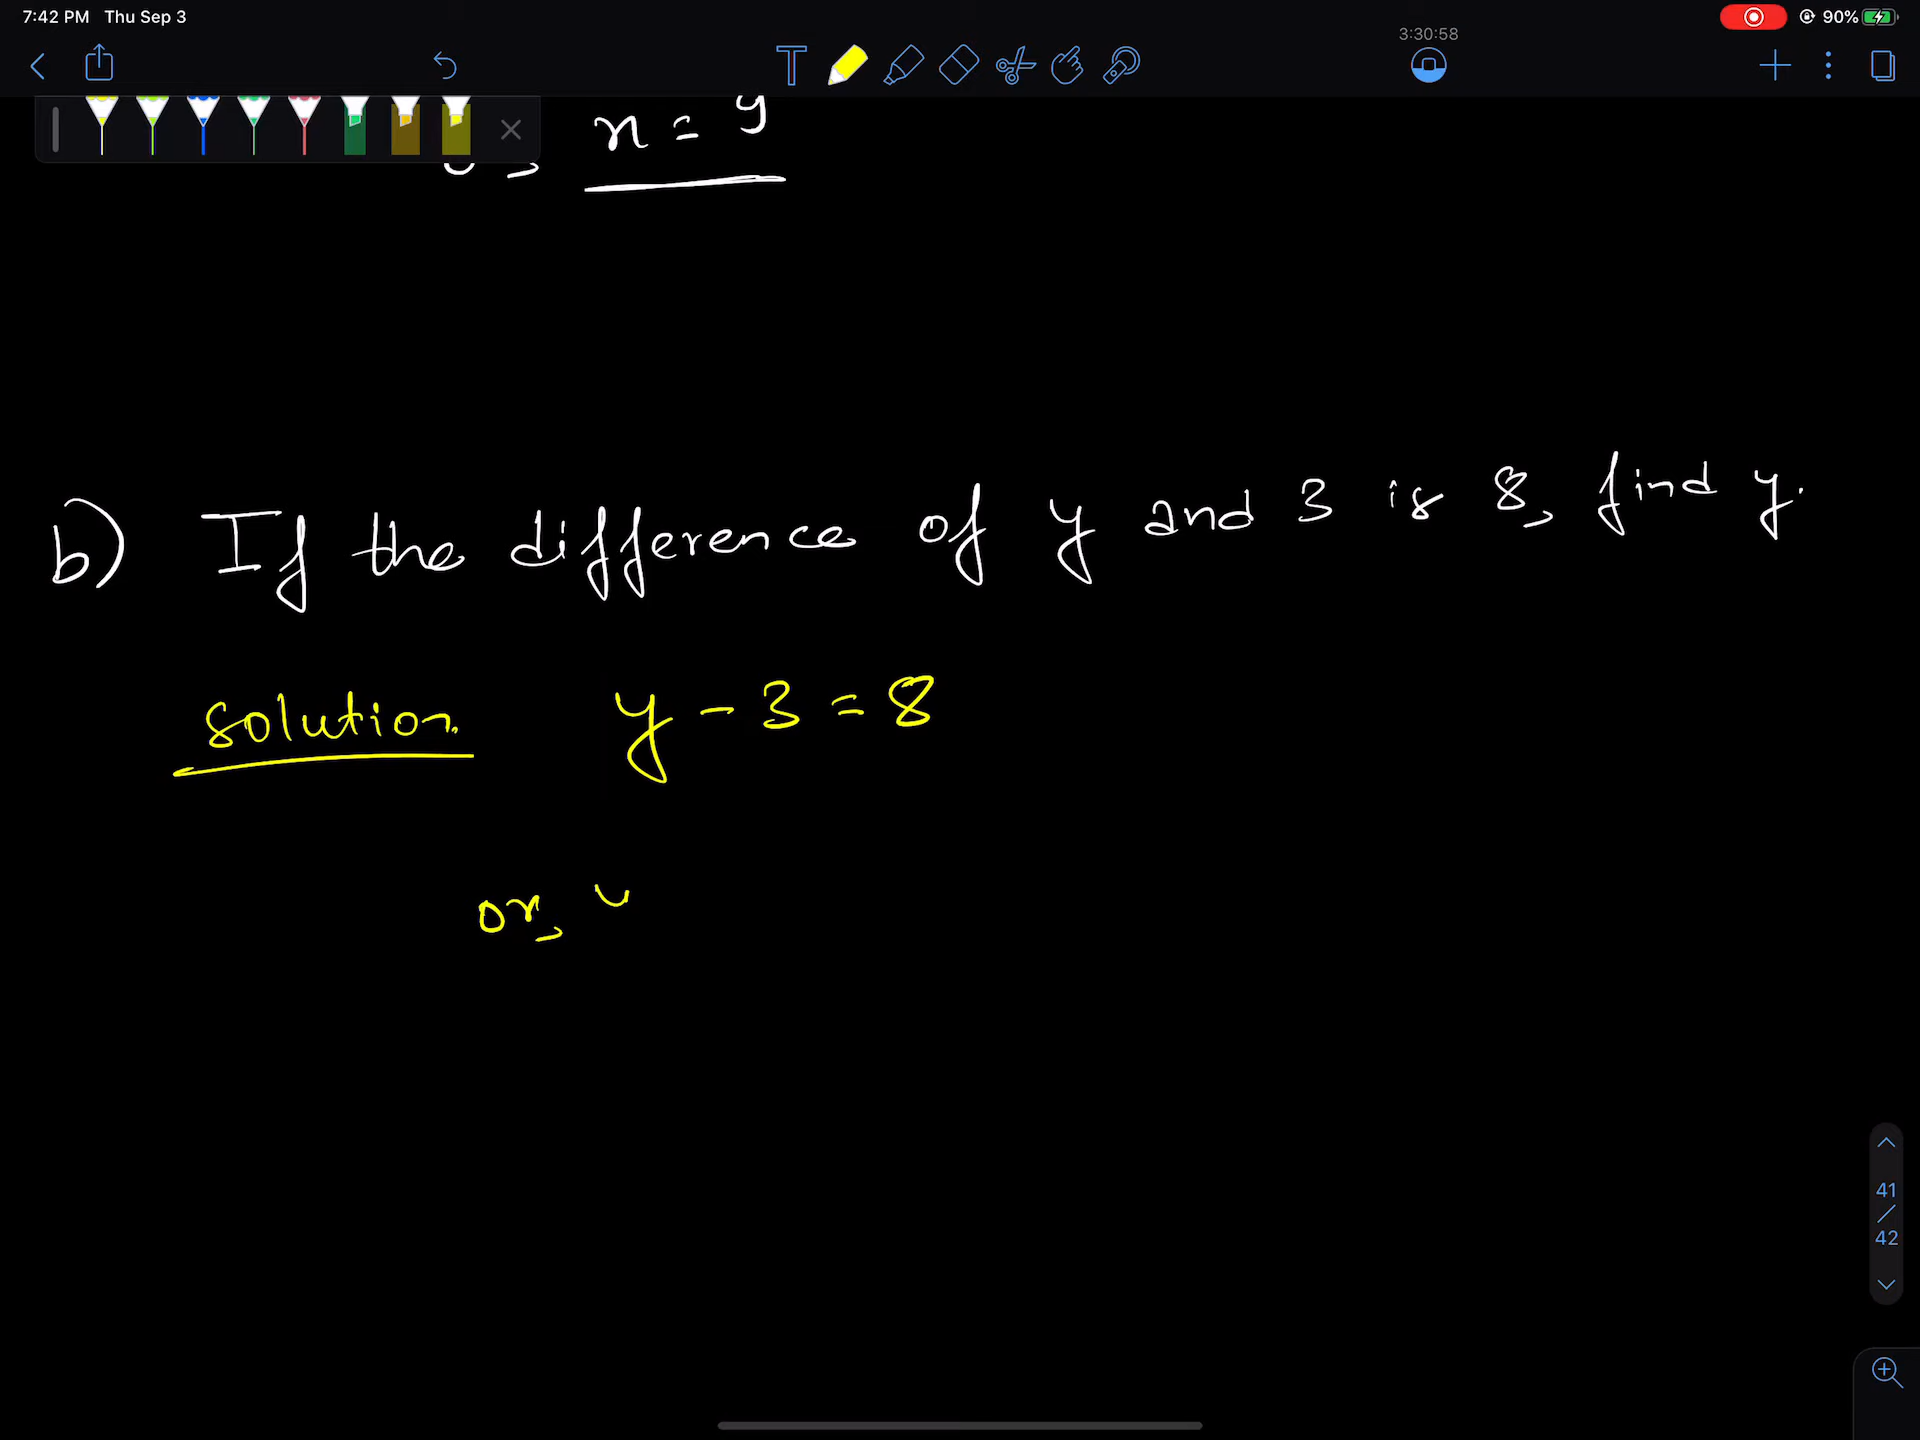 7:42 PM Thu Sep 3
90%
3:30:58
x = 9
b) If the difference of y and 3 is 8, find y.
solution y - 3 = 8
or,
41
/
42